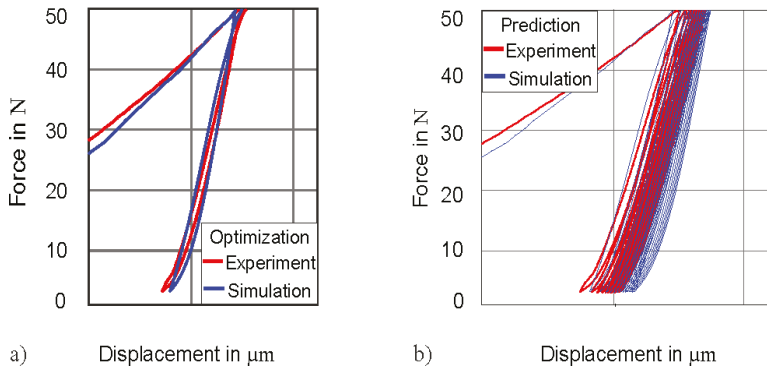 50
40
30
20
10
0
Force in N
Optimization
Experiment
Simulation
a) Displacement in µm
50
40
30
20
10
0
Force in N
Prediction
Experiment
Simulation
b) Displacement in µm